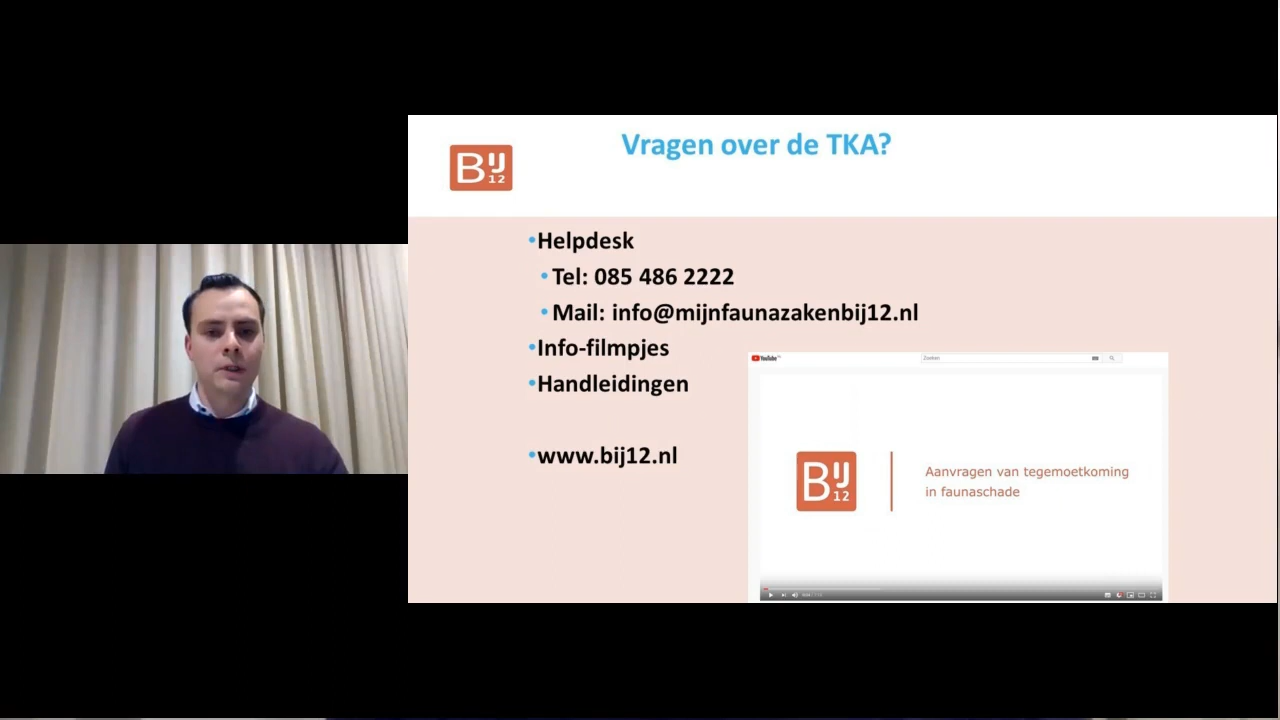 Vragen over de TKA?
BIJ
12
•Helpdesk
•Tel: 085 486 2222
•Mail: info@mijnfaunazakenbij12.nl
•Info-filmpjes
•Handleidingen
•www.bij12.nl
YouTube
Zoeken
BIJ
12
Aanvragen van tegemoetkoming
in faunaschade